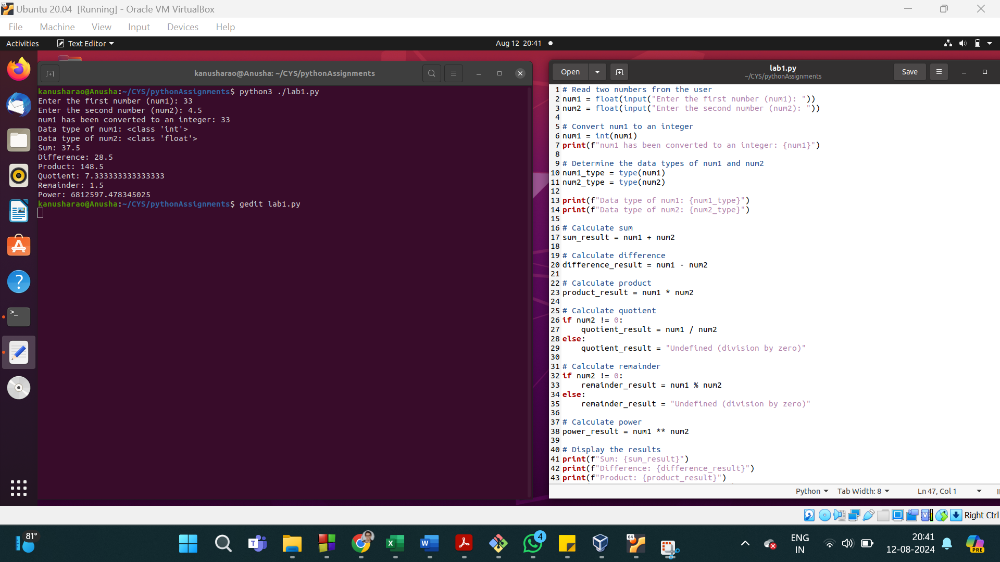 Ubuntu 20.04 [Running] - Oracle VM VirtualBox
File Machine View Input Devices Help
Activities Text Editor Aug 12 20:41
kanusharao@Anusha: ~/CYS/pythonAssignments
kanusharao@Anusha:~/CYS/pythonAssignments$ python3 ./lab1.py
Enter the first number (num1): 33
Enter the second number (num2): 4.5
num1 has been converted to an integer: 33
Data type of num1: <class 'int'>
Data type of num2: <class 'float'>
Sum: 37.5
Difference: 28.5
Product: 148.5
Quotient: 7.333333333333333
Remainder: 1.5
Power: 6812597.478345025
kanusharao@Anusha:~/CYS/pythonAssignments$ gedit lab1.py
Open lab1.py Save
~/CYS/pythonAssignments
1 # Read two numbers from the user
2 num1 = float(input("Enter the first number (num1): "))
3 num2 = float(input("Enter the second number (num2): "))
4
5 # Convert num1 to an integer
6 num1 = int(num1)
7 print(f"num1 has been converted to an integer: {num1}")
8
9 # Determine the data types of num1 and num2
10 num1_type = type(num1)
11 num2_type = type(num2)
12
13 print(f"Data type of num1: {num1_type}")
14 print(f"Data type of num2: {num2_type}")
15
16 # Calculate sum
17 sum_result = num1 + num2
18
19 # Calculate difference
20 difference_result = num1 - num2
21
22 # Calculate product
23 product_result = num1 * num2
24
25 # Calculate quotient
26 if num2 != 0:
27     quotient_result = num1 / num2
28 else:
29     quotient_result = "Undefined (division by zero)"
30
31 # Calculate remainder
32 if num2 != 0:
33     remainder_result = num1 % num2
34 else:
35     remainder_result = "Undefined (division by zero)"
36
37 # Calculate power
38 power_result = num1 ** num2
39
40 # Display the results
41 print(f"Sum: {sum_result}")
42 print(f"Difference: {difference_result}")
43 print(f"Product: {product_result}")
Python Tab Width: 8 Ln 47, Col 1
Right Ctrl
81°
4
64
ENG
IN
20:41
12-08-2024
PRE